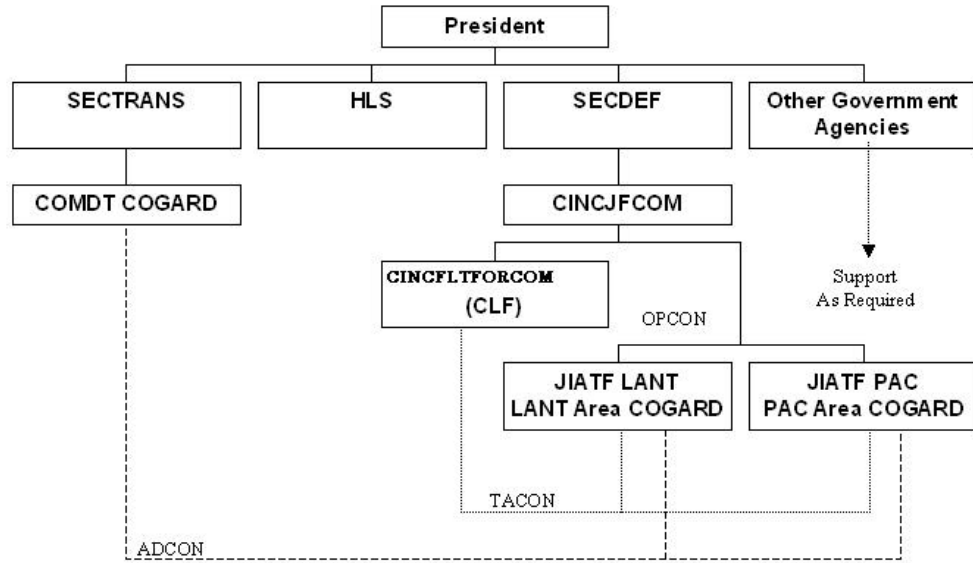 President
SECTRANS
HLS
SECDEF
Other Government
Agencies
COMDT COGARD
CINCJFCOM
CINCFLTFORCOM
(CLF)
Support
As Required
OPCON
JIATF LANT
LANT Area COGARD
JIATF PAC
PAC Area COGARD
TACON
ADCON